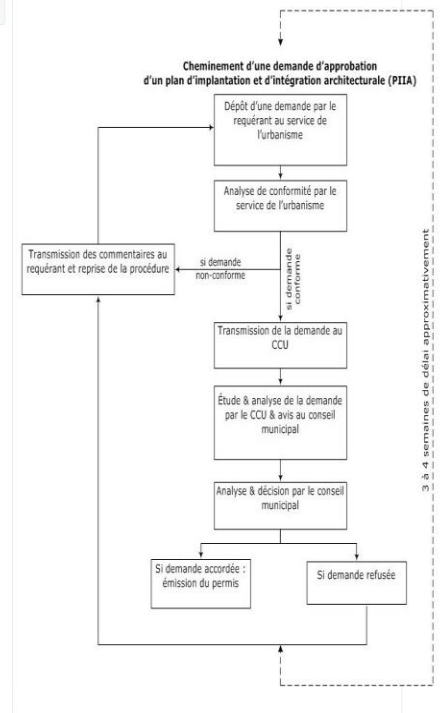 Cheminement d'une demande d'approbation
d'un plan d'implantation et d'intégration architecturale (PIIA)
Dépôt d'une demande par le
requérant au service de
l'urbanisme
Analyse de conformité par le
service de l'urbanisme
Transmission des commentaires au
requérant et reprise de la procédure
si demande
non-conforme
si demande
conforme
Transmission de la demande au
CCU
Étude & analyse de la demande
par le CCU & avis au conseil
municipal
Analyse & décision par le conseil
municipal
Si demande accordée :
émission du permis
Si demande refusée
3 à 4 semaines de délai approximativement